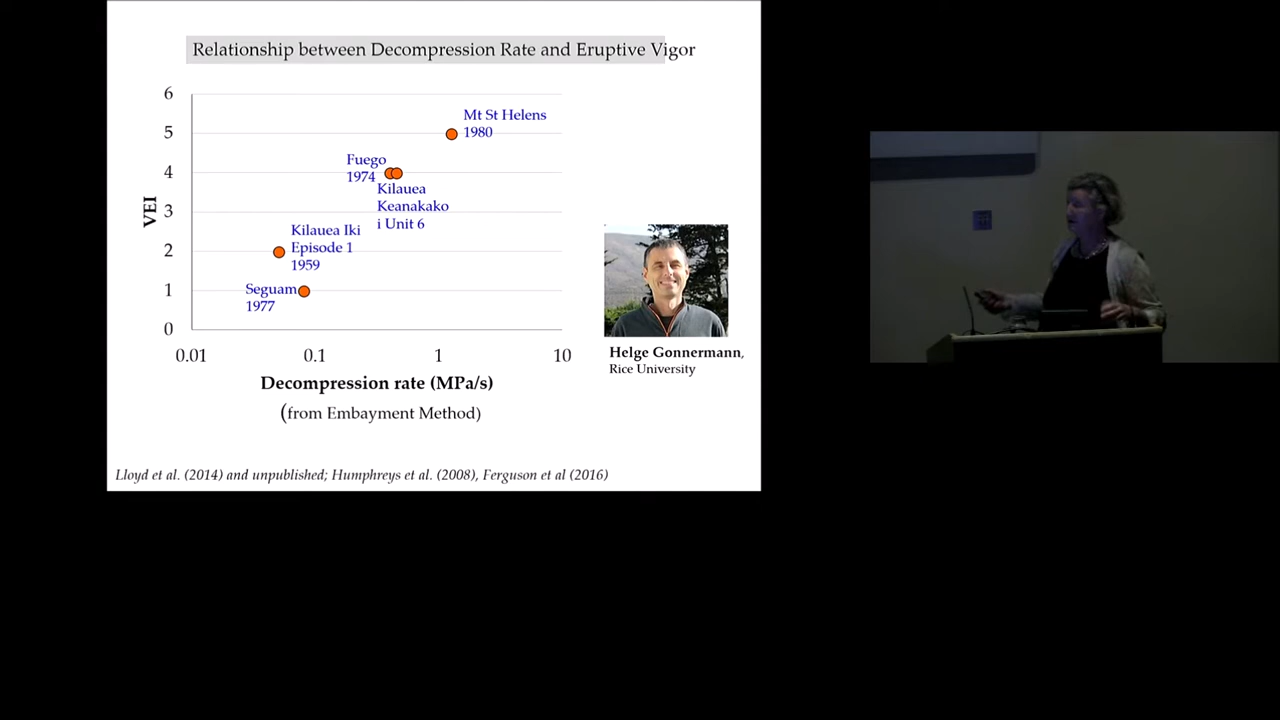 Relationship between Decompression Rate and Eruptive Vigor
6
5
4
3
2
1
0
VEI
Mt St Helens
1980
Fuego
1974
Kilauea
Keanakako
i Unit 6
Kilauea Iki
Episode 1
1959
Seguam
1977
0.01
0.1
1
10
Decompression rate (MPa/s)
(from Embayment Method)
Helge Gonnermann,
Rice University
Lloyd et al. (2014) and unpublished; Humphreys et al. (2008), Ferguson et al (2016)